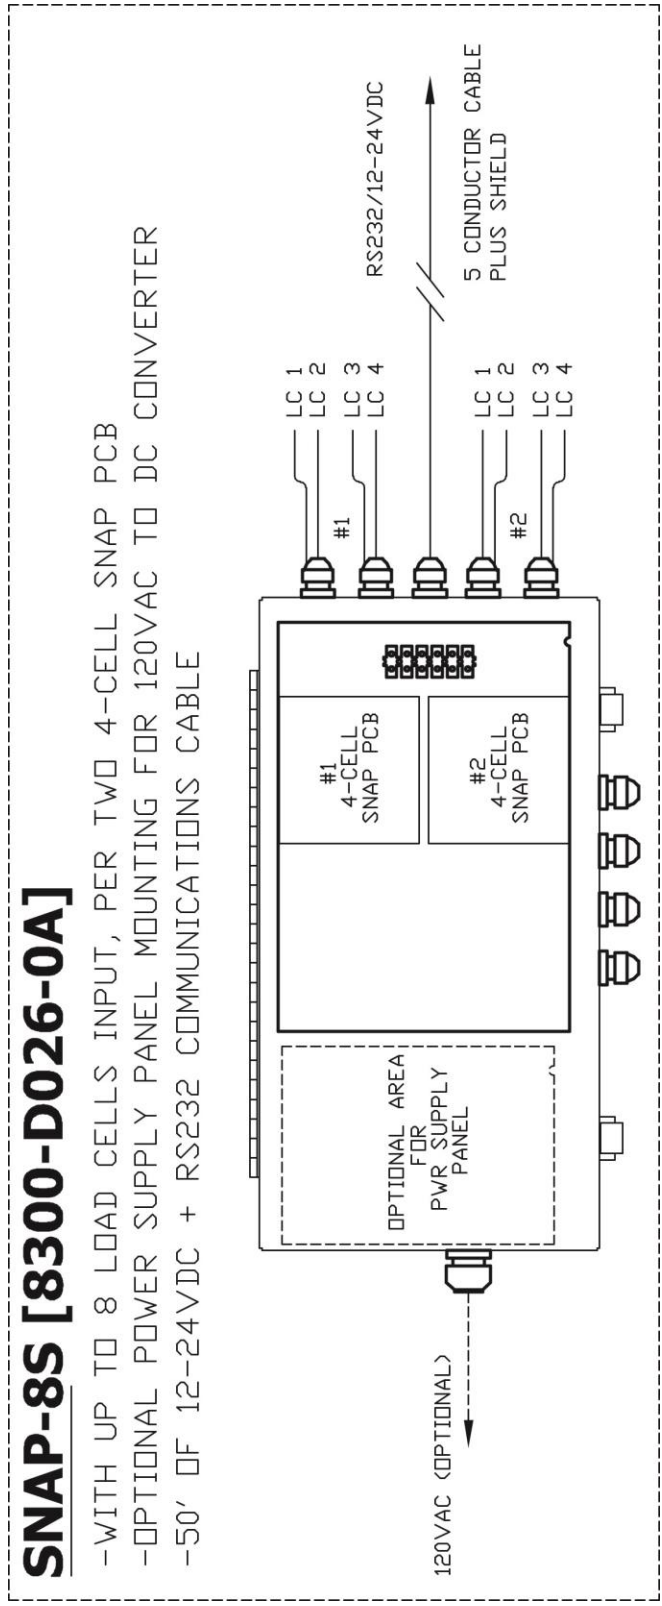 SNAP-8S [8300-D026-0A]
-WITH UP TO 8 LOAD CELLS INPUT, PER TWO 4-CELL SNAP PCB
-OPTIONAL POWER SUPPLY PANEL MOUNTING FOR 120VAC TO DC CONVERTER
-50' OF 12-24VDC + RS232 COMMUNICATIONS CABLE
LC 1
LC 2
#1
LC 3
LC 4
RS232/12-24VDC
5 CONDUCTOR CABLE
PLUS SHIELD
LC 1
LC 2
#2
LC 3
LC 4
#1
4-CELL
SNAP PCB
#2
4-CELL
SNAP PCB
OPTIONAL AREA
FOR
PWR SUPPLY
PANEL
120VAC (OPTIONAL)